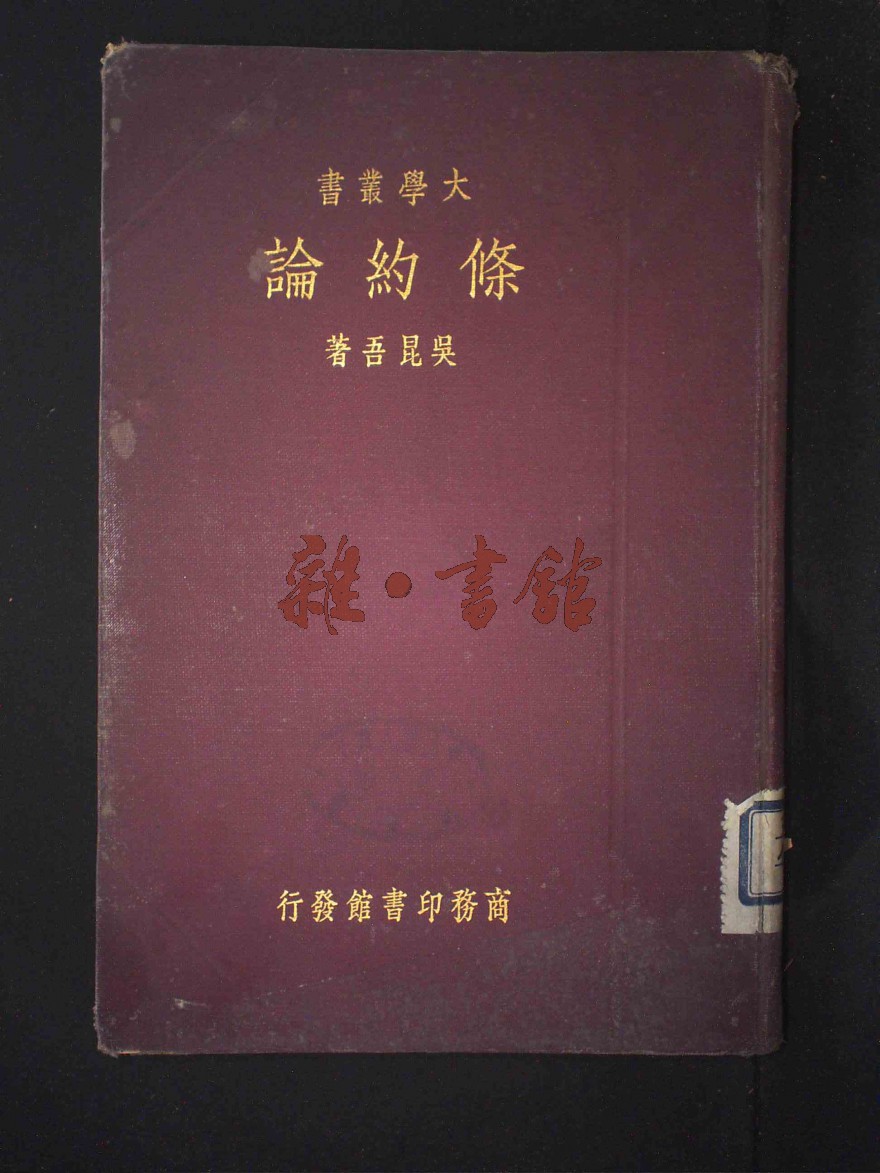 大學叢書
條約論
吳昆吾著
雜·書館
商務印書館發行